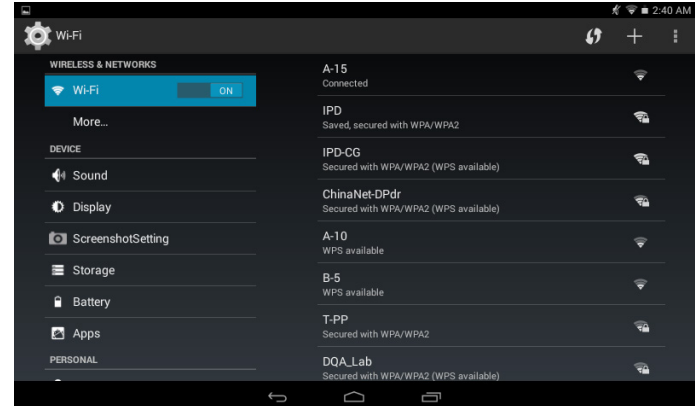 2:40 AM
Wi-Fi
WIRELESS & NETWORKS
Wi-Fi
ON
More...
DEVICE
Sound
Display
ScreenshotSetting
Storage
Battery
Apps
PERSONAL
A-15
Connected
IPD
Saved, secured with WPA/WPA2
IPD-CG
Secured with WPA/WPA2 (WPS available)
ChinaNet-DPdr
Secured with WPA/WPA2 (WPS available)
A-10
WPS available
B-5
WPS available
T-PP
Secured with WPA/WPA2
DQA_Lab
Secured with WPA/WPA2 (WPS available)